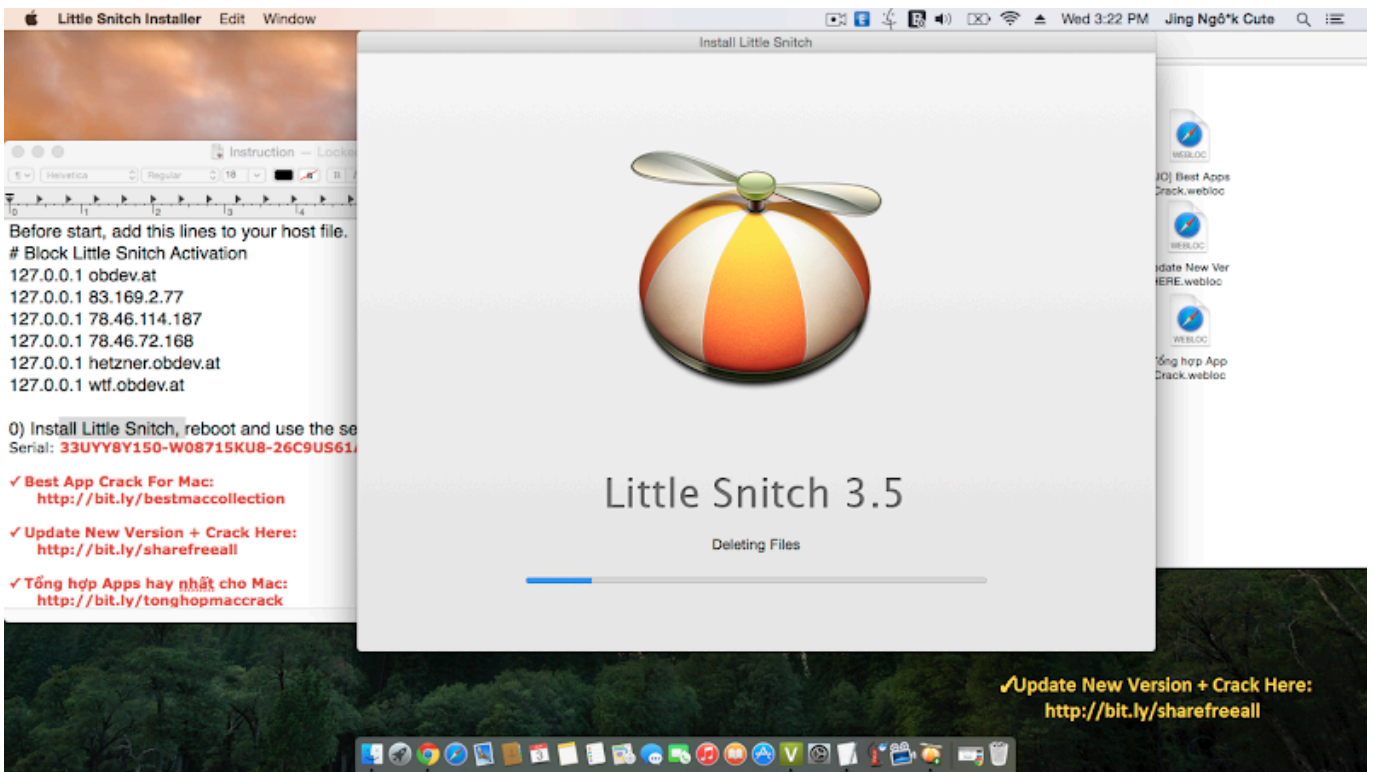 Little Snitch Installer Edit Window
Wed 3:22 PM Jing Ngô*k Cute
Install Little Snitch
Instruction — Locke
Helvetica Regular 18
Before start, add this lines to your host file.
# Block Little Snitch Activation
127.0.0.1 obdev.at
127.0.0.1 83.169.2.77
127.0.0.1 78.46.114.187
127.0.0.1 78.46.72.168
127.0.0.1 hetzner.obdev.at
127.0.0.1 wtf.obdev.at
0) Install Little Snitch, reboot and use the se
Serial: 33UYY8Y150-W08715KU8-26C9US61
✓ Best App Crack For Mac:
http://bit.ly/bestmaccollection
✓ Update New Version + Crack Here:
http://bit.ly/sharefreeall
✓ Tổng hợp Apps hay nhất cho Mac:
http://bit.ly/tonghopmaccrack
Little Snitch 3.5
Deleting Files
WEBLOC
Best Apps
Crack.webloc
WEBLOC
pdate New Ver
HERE.webloc
WEBLOC
Tổng hợp App
Crack.webloc
✓Update New Version + Crack Here:
http://bit.ly/sharefreeall